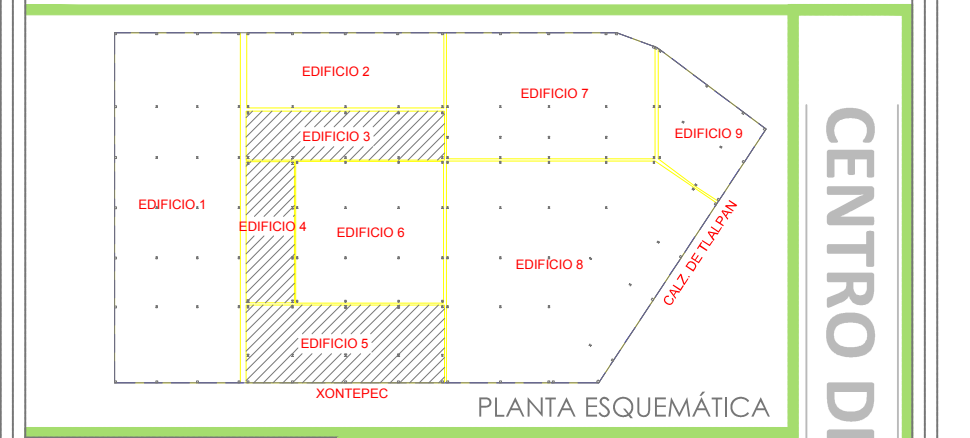 EDIFICIO 2
EDIFICIO 7
EDIFICIO 3
EDIFICIO 9
EDIFICIO 1
EDIFICIO 4
EDIFICIO 6
EDIFICIO 8
CALZ. DE TLALPAN
EDIFICIO 5
XONTEPEC
PLANTA ESQUEMÁTICA
CENTRO DE